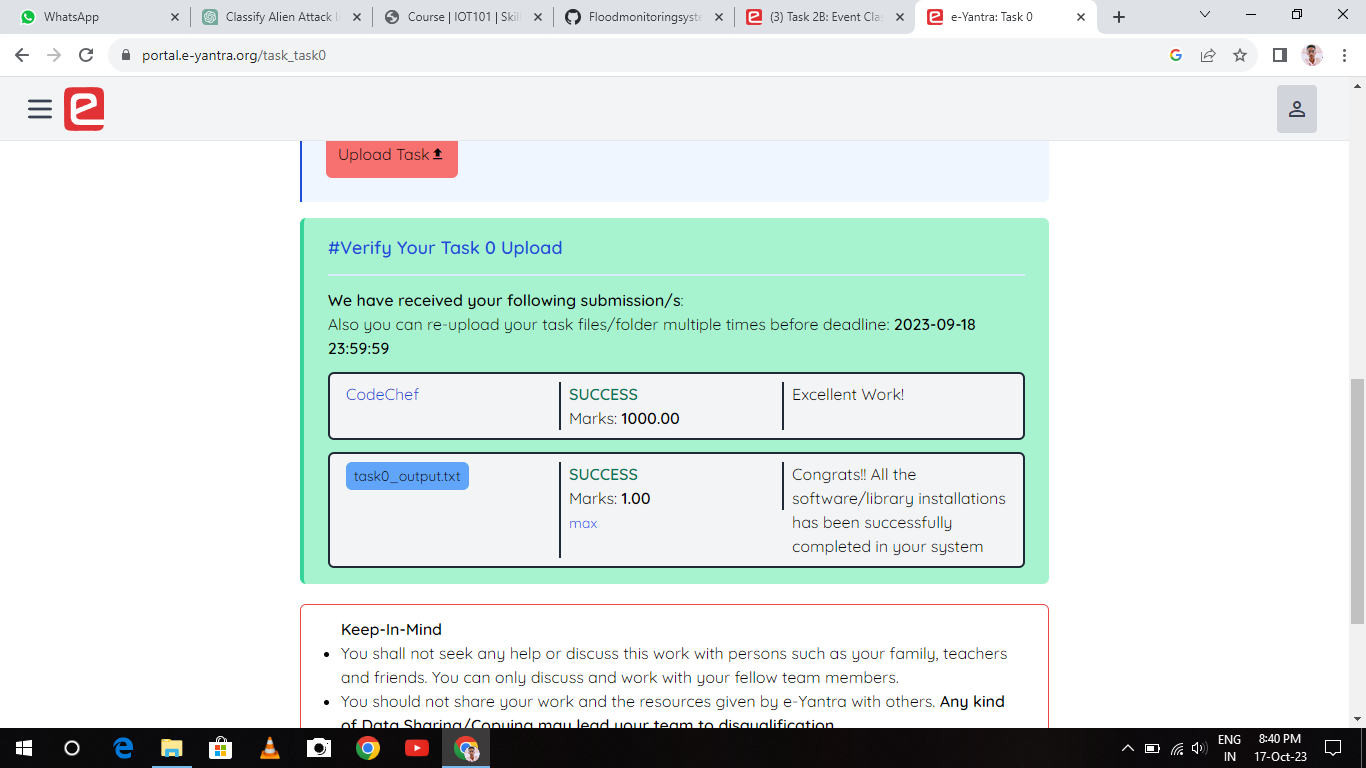 WhatsApp
Classify Alien Attack I
Course | IOT101 | Skil
Floodmonitoringsyste
(3) Task 2B: Event Clas
e-Yantra: Task 0
portal.e-yantra.org/task_task0
Upload Task
#Verify Your Task 0 Upload
We have received your following submission/s:
Also you can re-upload your task files/folder multiple times before deadline: 2023-09-18
23:59:59
CodeChef
SUCCESS
Marks: 1000.00
Excellent Work!
task0_output.txt
SUCCESS
Marks: 1.00
max
Congrats!! All the
software/library installations
has been successfully
completed in your system
Keep-In-Mind
You shall not seek any help or discuss this work with persons such as your family, teachers
and friends. You can only discuss and work with your fellow team members.
You should not share your work and the resources given by e-Yantra with others. Any kind
of Data Sharing/Copying may lead your team to disqualification
ENG
IN
8:40 PM
17-Oct-23